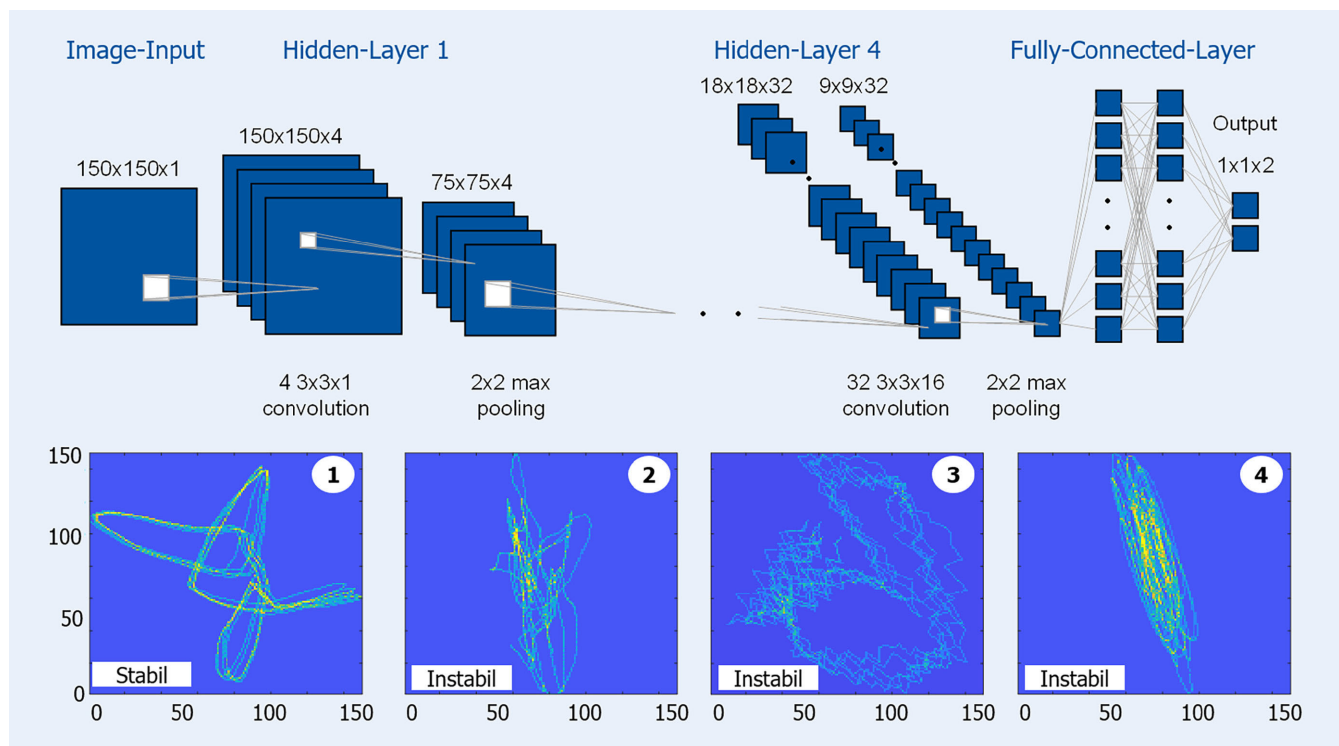 Image-Input
Hidden-Layer 1
Hidden-Layer 4
Fully-Connected-Layer
150x150x1
150x150x4
75x75x4
18x18x32
9x9x32
Output
1x1x2
4 3x3x1
convolution
2x2 max
pooling
32 3x3x16
convolution
2x2 max
pooling
150
100
50
0
1
Stabil
0 50 100 150
2
Instabil
0 50 100 150
3
Instabil
0 50 100 150
4
Instabil
0 50 100 150